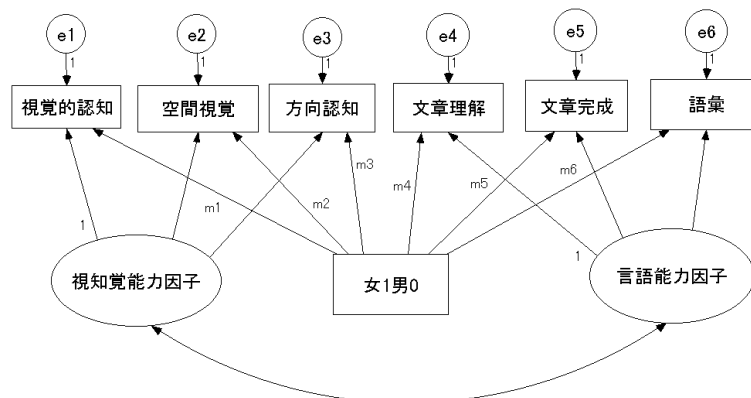 e1 e2 e3 e4 e5 e6
1 1 1 1 1 1
視覚的認知 空間視覚 方向認知 文章理解 文章完成 語彙
m3
m1 m2 m4 m5 m6
1 1
視知覚能力因子 女1男0 言語能力因子